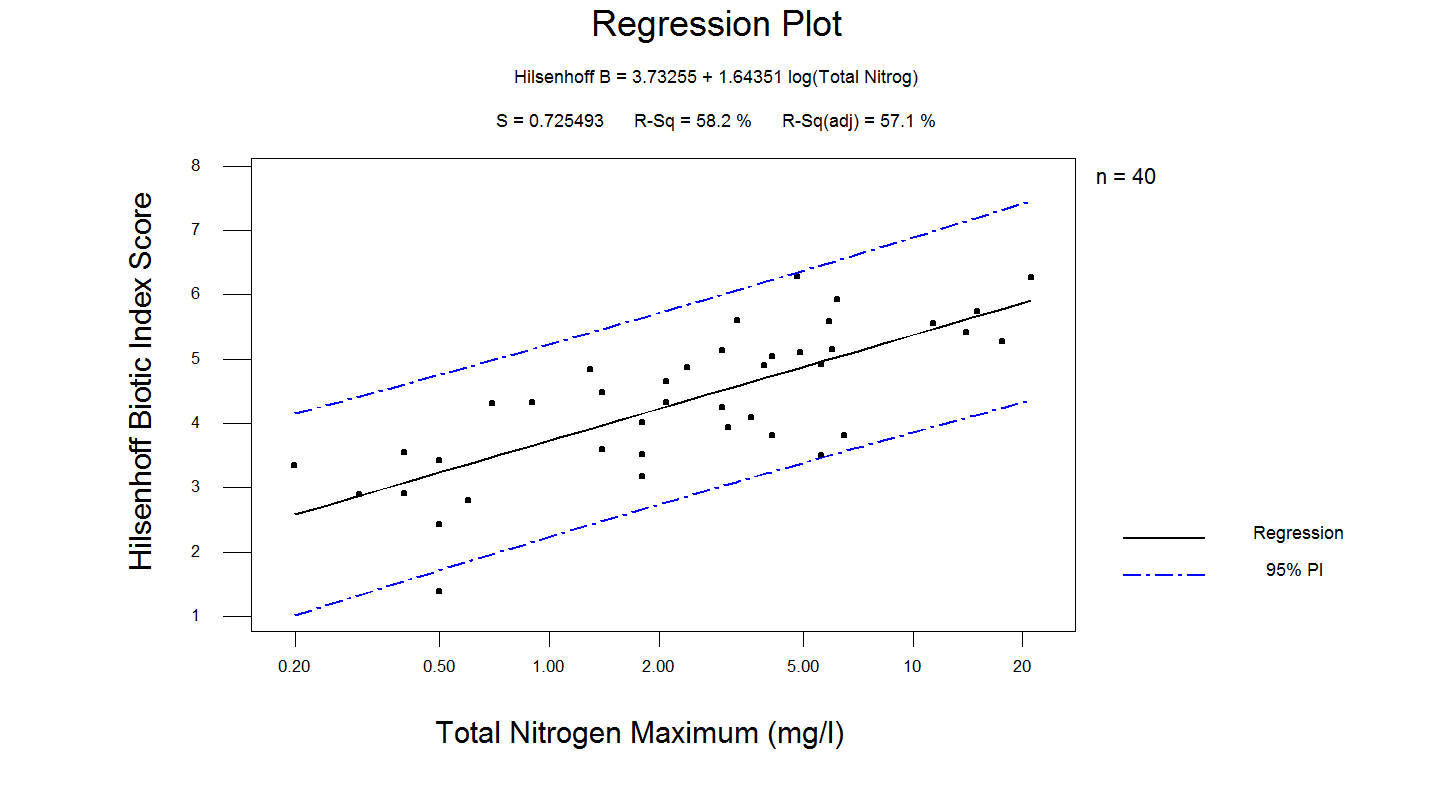 Regression Plot
Hilsenhoff B = 3.73255 + 1.64351 log(Total Nitrog)
S = 0.725493 R-Sq = 58.2 % R-Sq(adj) = 57.1 %
n = 40
Hilsenhoff Biotic Index Score
8
7
6
5
4
3
2
1
0.20 0.50 1.00 2.00 5.00 10 20
Total Nitrogen Maximum (mg/l)
Regression
95% PI